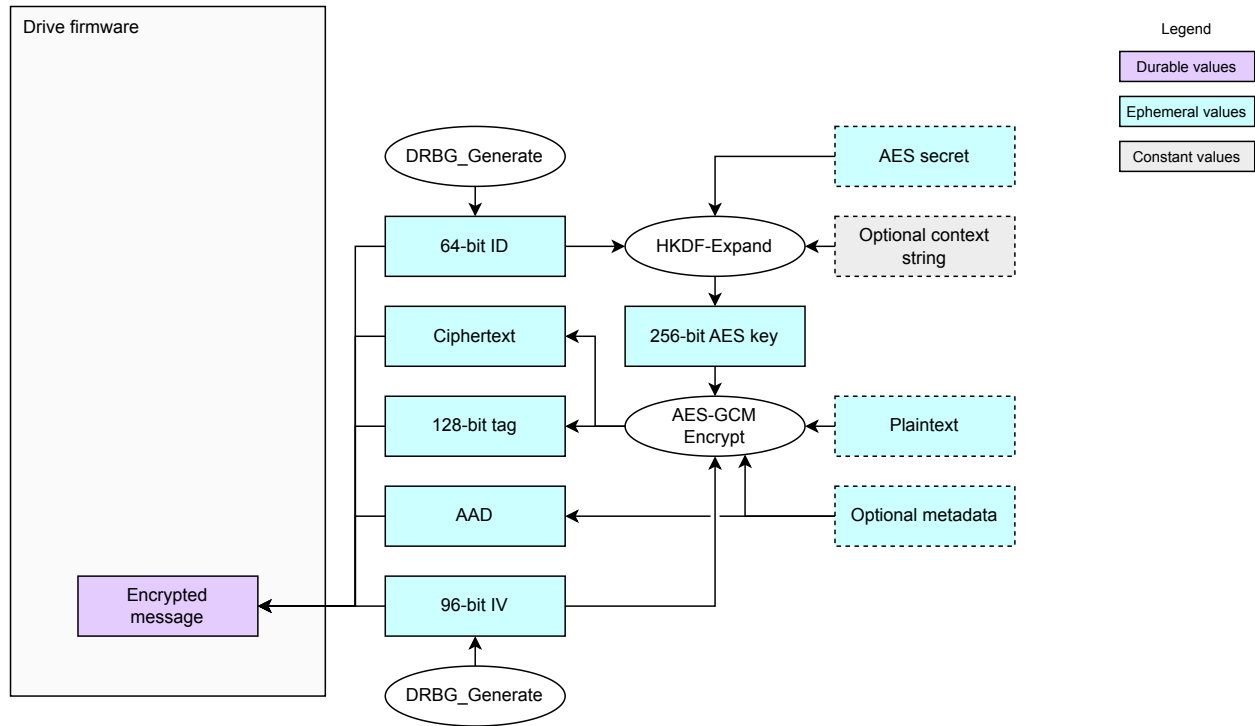 Drive firmware
Legend
Durable values
Ephemeral values
Constant values
DRBG_Generate
AES secret
64-bit ID
HKDF-Expand
Optional context
string
Ciphertext
256-bit AES key
128-bit tag
AES-GCM
Encrypt
Plaintext
AAD
Optional metadata
Encrypted
message
96-bit IV
DRBG_Generate